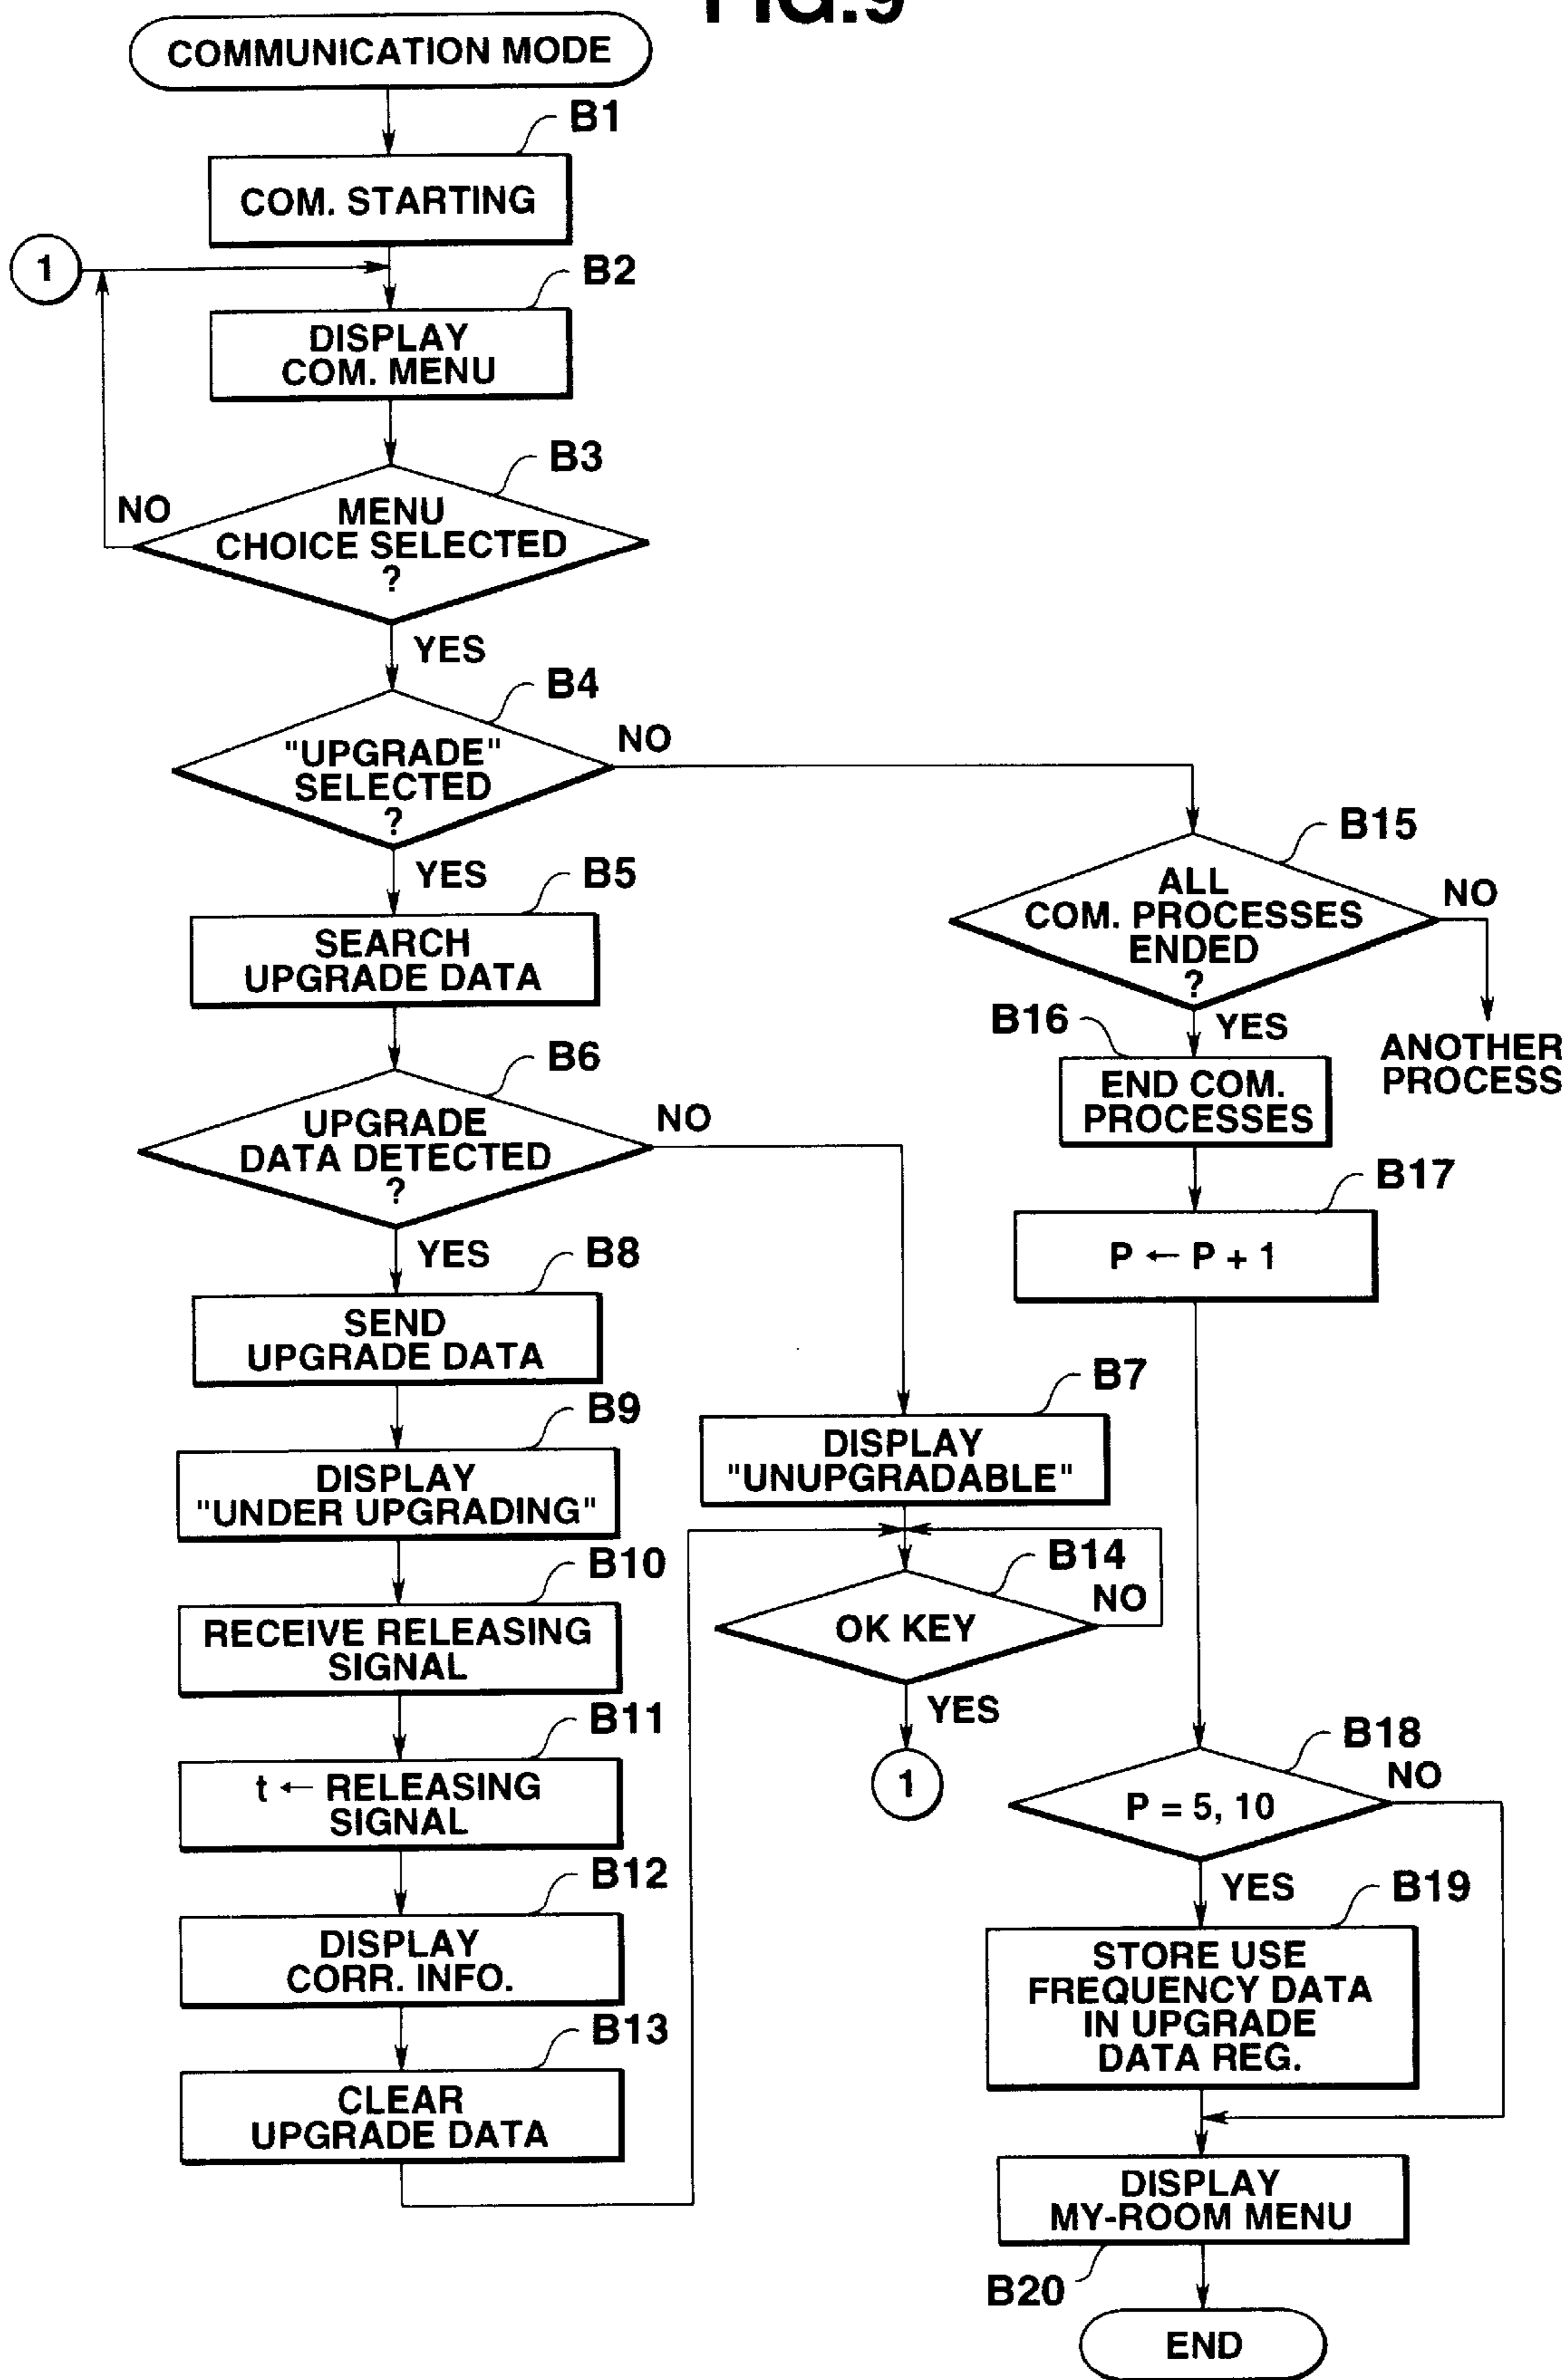 FIG.9
COMMUNICATION MODE
B1
COM. STARTING
1
B2
DISPLAY
COM. MENU
B3
NO
MENU
CHOICE SELECTED
?
YES
B4
"UPGRADE"
SELECTED
?
NO
YES
B5
SEARCH
UPGRADE DATA
B6
UPGRADE
DATA DETECTED
?
NO
YES
B8
SEND
UPGRADE DATA
B9
DISPLAY
"UNDER UPGRADING"
B10
RECEIVE RELEASING
SIGNAL
B11
t ← RELEASING
SIGNAL
B12
DISPLAY
CORR. INFO.
B13
CLEAR
UPGRADE DATA
B7
DISPLAY
"UNUPGRADABLE"
B14
NO
OK KEY
YES
1
B15
ALL
COM. PROCESSES
ENDED
?
NO
ANOTHER
PROCESS
YES
B16
END COM.
PROCESSES
B17
P ← P + 1
B18
NO
P = 5, 10
YES
B19
STORE USE
FREQUENCY DATA
IN UPGRADE
DATA REG.
DISPLAY
MY-ROOM MENU
B20
END